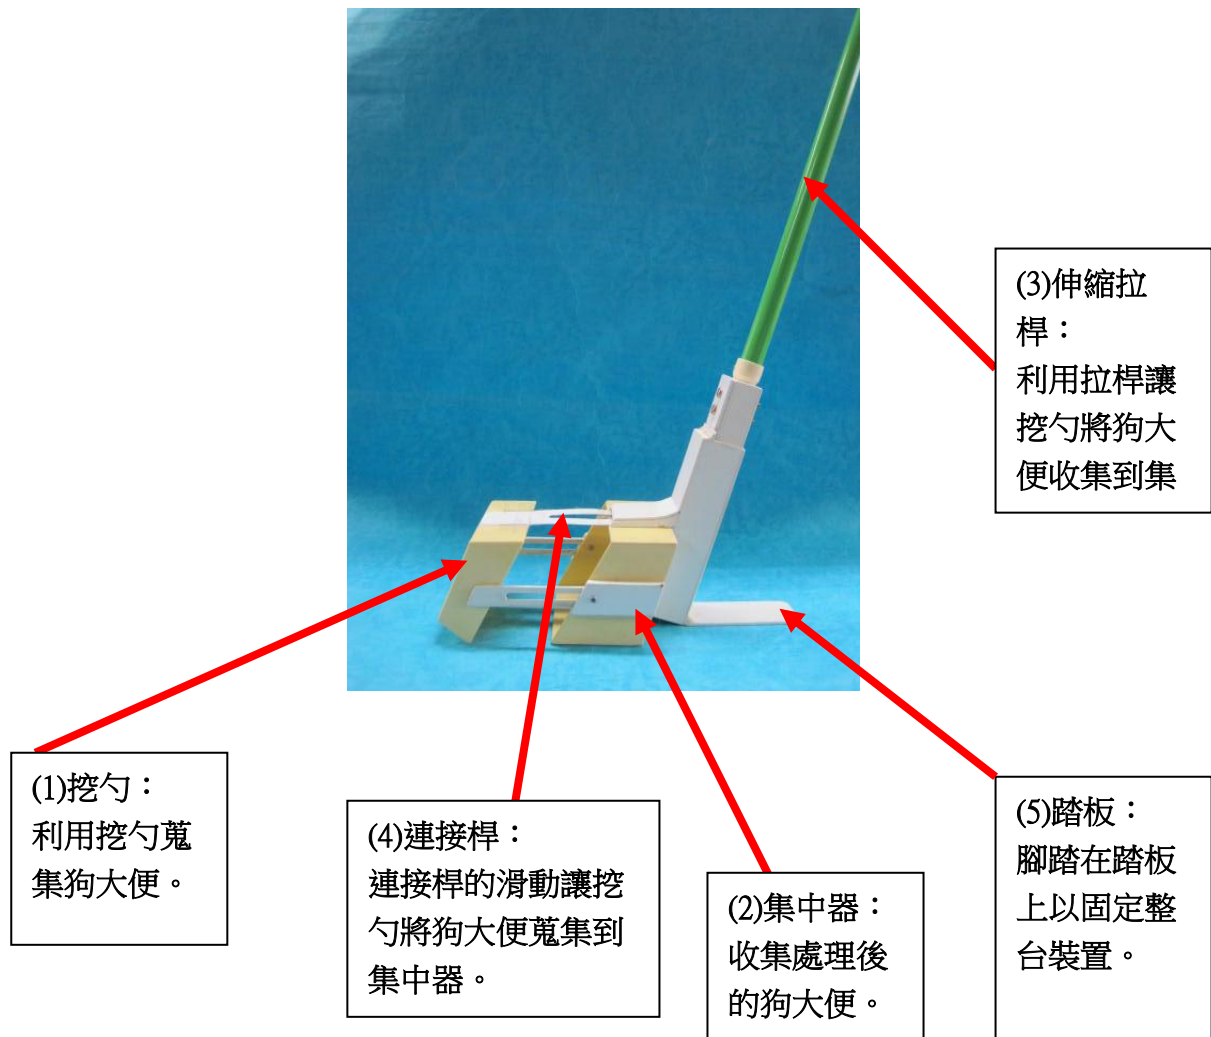 (3)伸縮拉
桿：
利用拉桿讓
挖勺將狗大
便收集到集
(1)挖勺：
利用挖勺蒐
集狗大便。
(4)連接桿：
連接桿的滑動讓挖
勺將狗大便蒐集到
集中器。
(2)集中器：
收集處理後
的狗大便。
(5)踏板：
腳踏在踏板
上以固定整
台裝置。